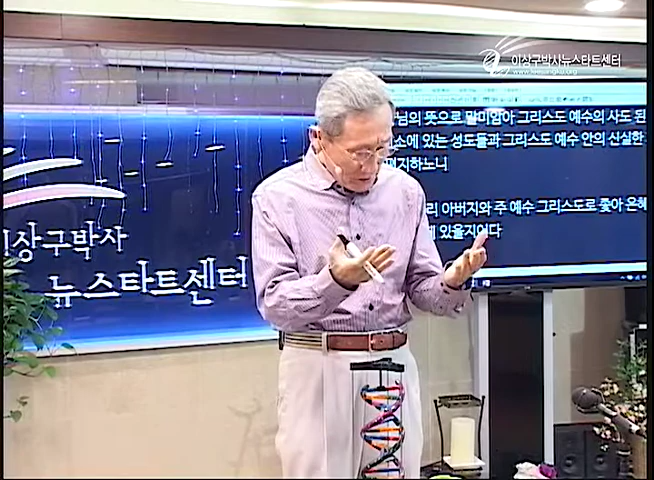 이상구박사뉴스타트센터
님의 뜻으로 말미암아 그리스도 예수의 사도 된
소에 있는 성도들과 그리스도 예수 안의 신실한
편지하노니
리 아버지와 주 예수 그리스도로 좇아 은혜
있을지어다
이상구박사
뉴스타트센터